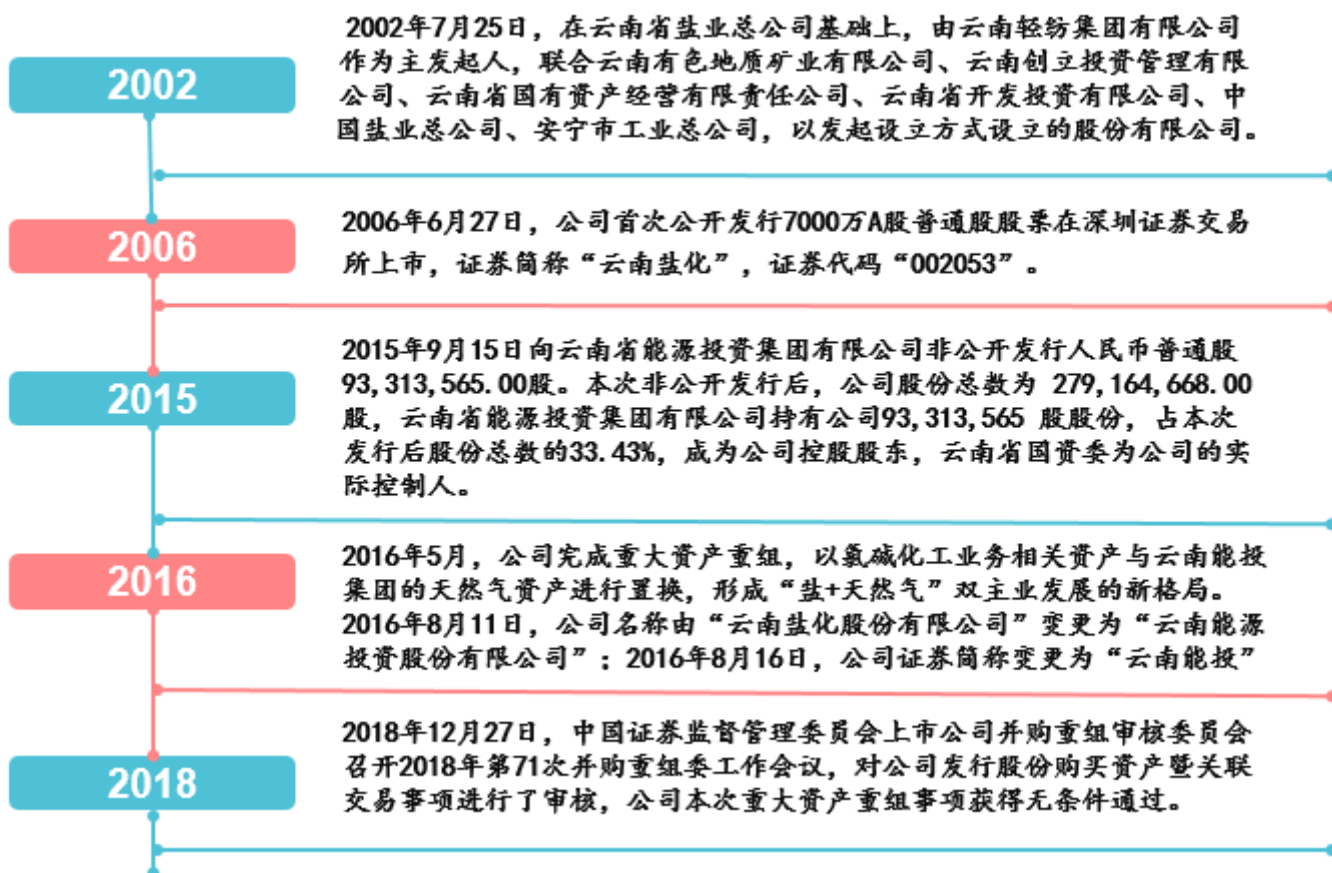 2002
2002年7月25日，在云南省盐业总公司基础上，由云南轻纺集团有限公司
作为主发起人，联合云南有色地质矿业有限公司、云南创立投资管理有限
公司、云南省国有资产经营有限责任公司、云南省开发投资有限公司、中
国盐业总公司、安宁市工业总公司，以发起设立方式设立的股份有限公司。
2006
2006年6月27日，公司首次公开发行7000万A股普通股股票在深圳证券交易
所上市，证券简称“云南盐化”，证券代码“002053”。
2015
2015年9月15日向云南省能源投资集团有限公司非公开发行人民币普通股
93,313,565.00股。本次非公开发行后，公司股份总数为 279,164,668.00
股，云南省能源投资集团有限公司持有公司93,313,565 股股份，占本次
发行后股份总数的33.43%，成为公司控股股东，云南省国资委为公司的实
际控制人。
2016
2016年5月，公司完成重大资产重组，以氯碱化工业务相关资产与云南能投
集团的天然气资产进行置换，形成“盐+天然气”双主业发展的新格局。
2016年8月11日，公司名称由“云南盐化股份有限公司”变更为“云南能源
投资股份有限公司”；2016年8月16日，公司证券简称变更为“云南能投”
2018
2018年12月27日，中国证券监督管理委员会上市公司并购重组审核委员会
召开2018年第71次并购重组委工作会议，对公司发行股份购买资产暨关联
交易事项进行了审核，公司本次重大资产重组事项获得无条件通过。